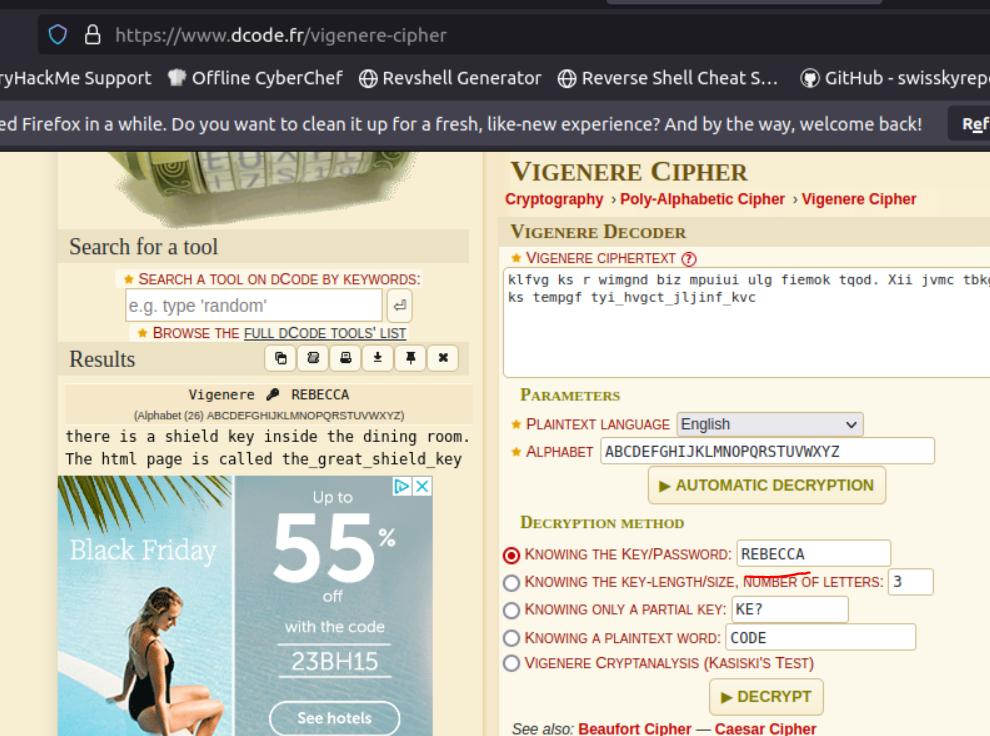 https://www.dcode.fr/vigenere-cipher
ryHackMe Support Offline CyberChef Revshell Generator Reverse Shell Cheat S... GitHub - swisskyrep
ed Firefox in a while. Do you want to clean it up for a fresh, like-new experience? And by the way, welcome back! Ref
Search for a tool
SEARCH A TOOL ON DCODE BY KEYWORDS:
e.g. type 'random'
BROWSE THE FULL DCODE TOOLS' LIST
Results
Vigenere REBECCA
(Alphabet (26) ABCDEFGHIJKLMNOPQRSTUVWXYZ)
there is a shield key inside the dining room.
The html page is called the_great_shield_key
Black Friday
Up to
55%
off
with the code
23BH15
See hotels
VIGENERE CIPHER
Cryptography › Poly-Alphabetic Cipher › Vigenere Cipher
VIGENERE DECODER
VIGENERE CIPHERTEXT ?
klfvg ks r wimgnd biz mpuiui ulg fiemok tqod. Xii jvmc tbkg
ks tempgf tyi_hvgct_jljinf_kvc
PARAMETERS
PLAINTEXT LANGUAGE English
ALPHABET ABCDEFGHIJKLMNOPQRSTUVWXYZ
▶ AUTOMATIC DECRYPTION
DECRYPTION METHOD
KNOWING THE KEY/PASSWORD: REBECCA
KNOWING THE KEY-LENGTH/SIZE, NUMBER OF LETTERS: 3
KNOWING ONLY A PARTIAL KEY: KE?
KNOWING A PLAINTEXT WORD: CODE
VIGENERE CRYPTANALYSIS (KASISKI'S TEST)
▶ DECRYPT
See also: Beaufort Cipher — Caesar Cipher